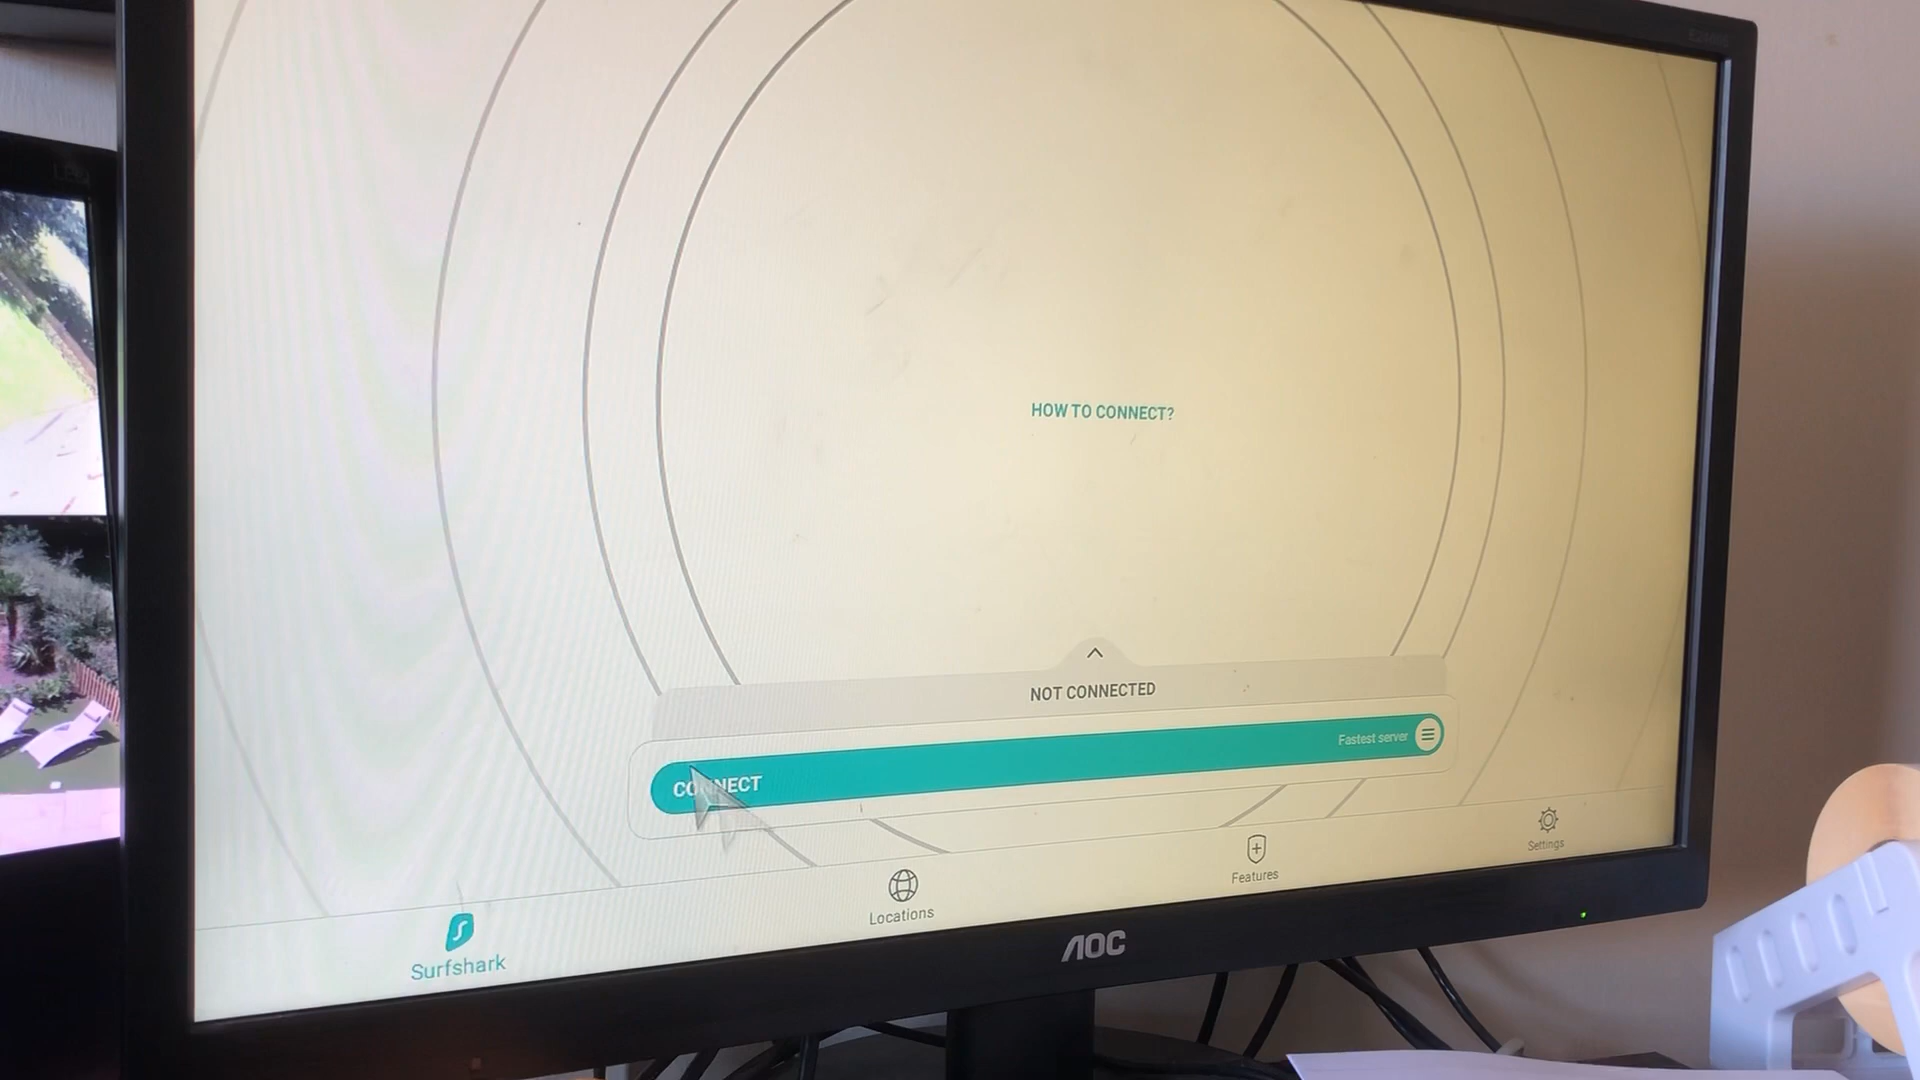 HOW TO CONNECT?
NOT CONNECTED
CONNECT
Fastest server
Surfshark
Locations
Features
Settings
AOC